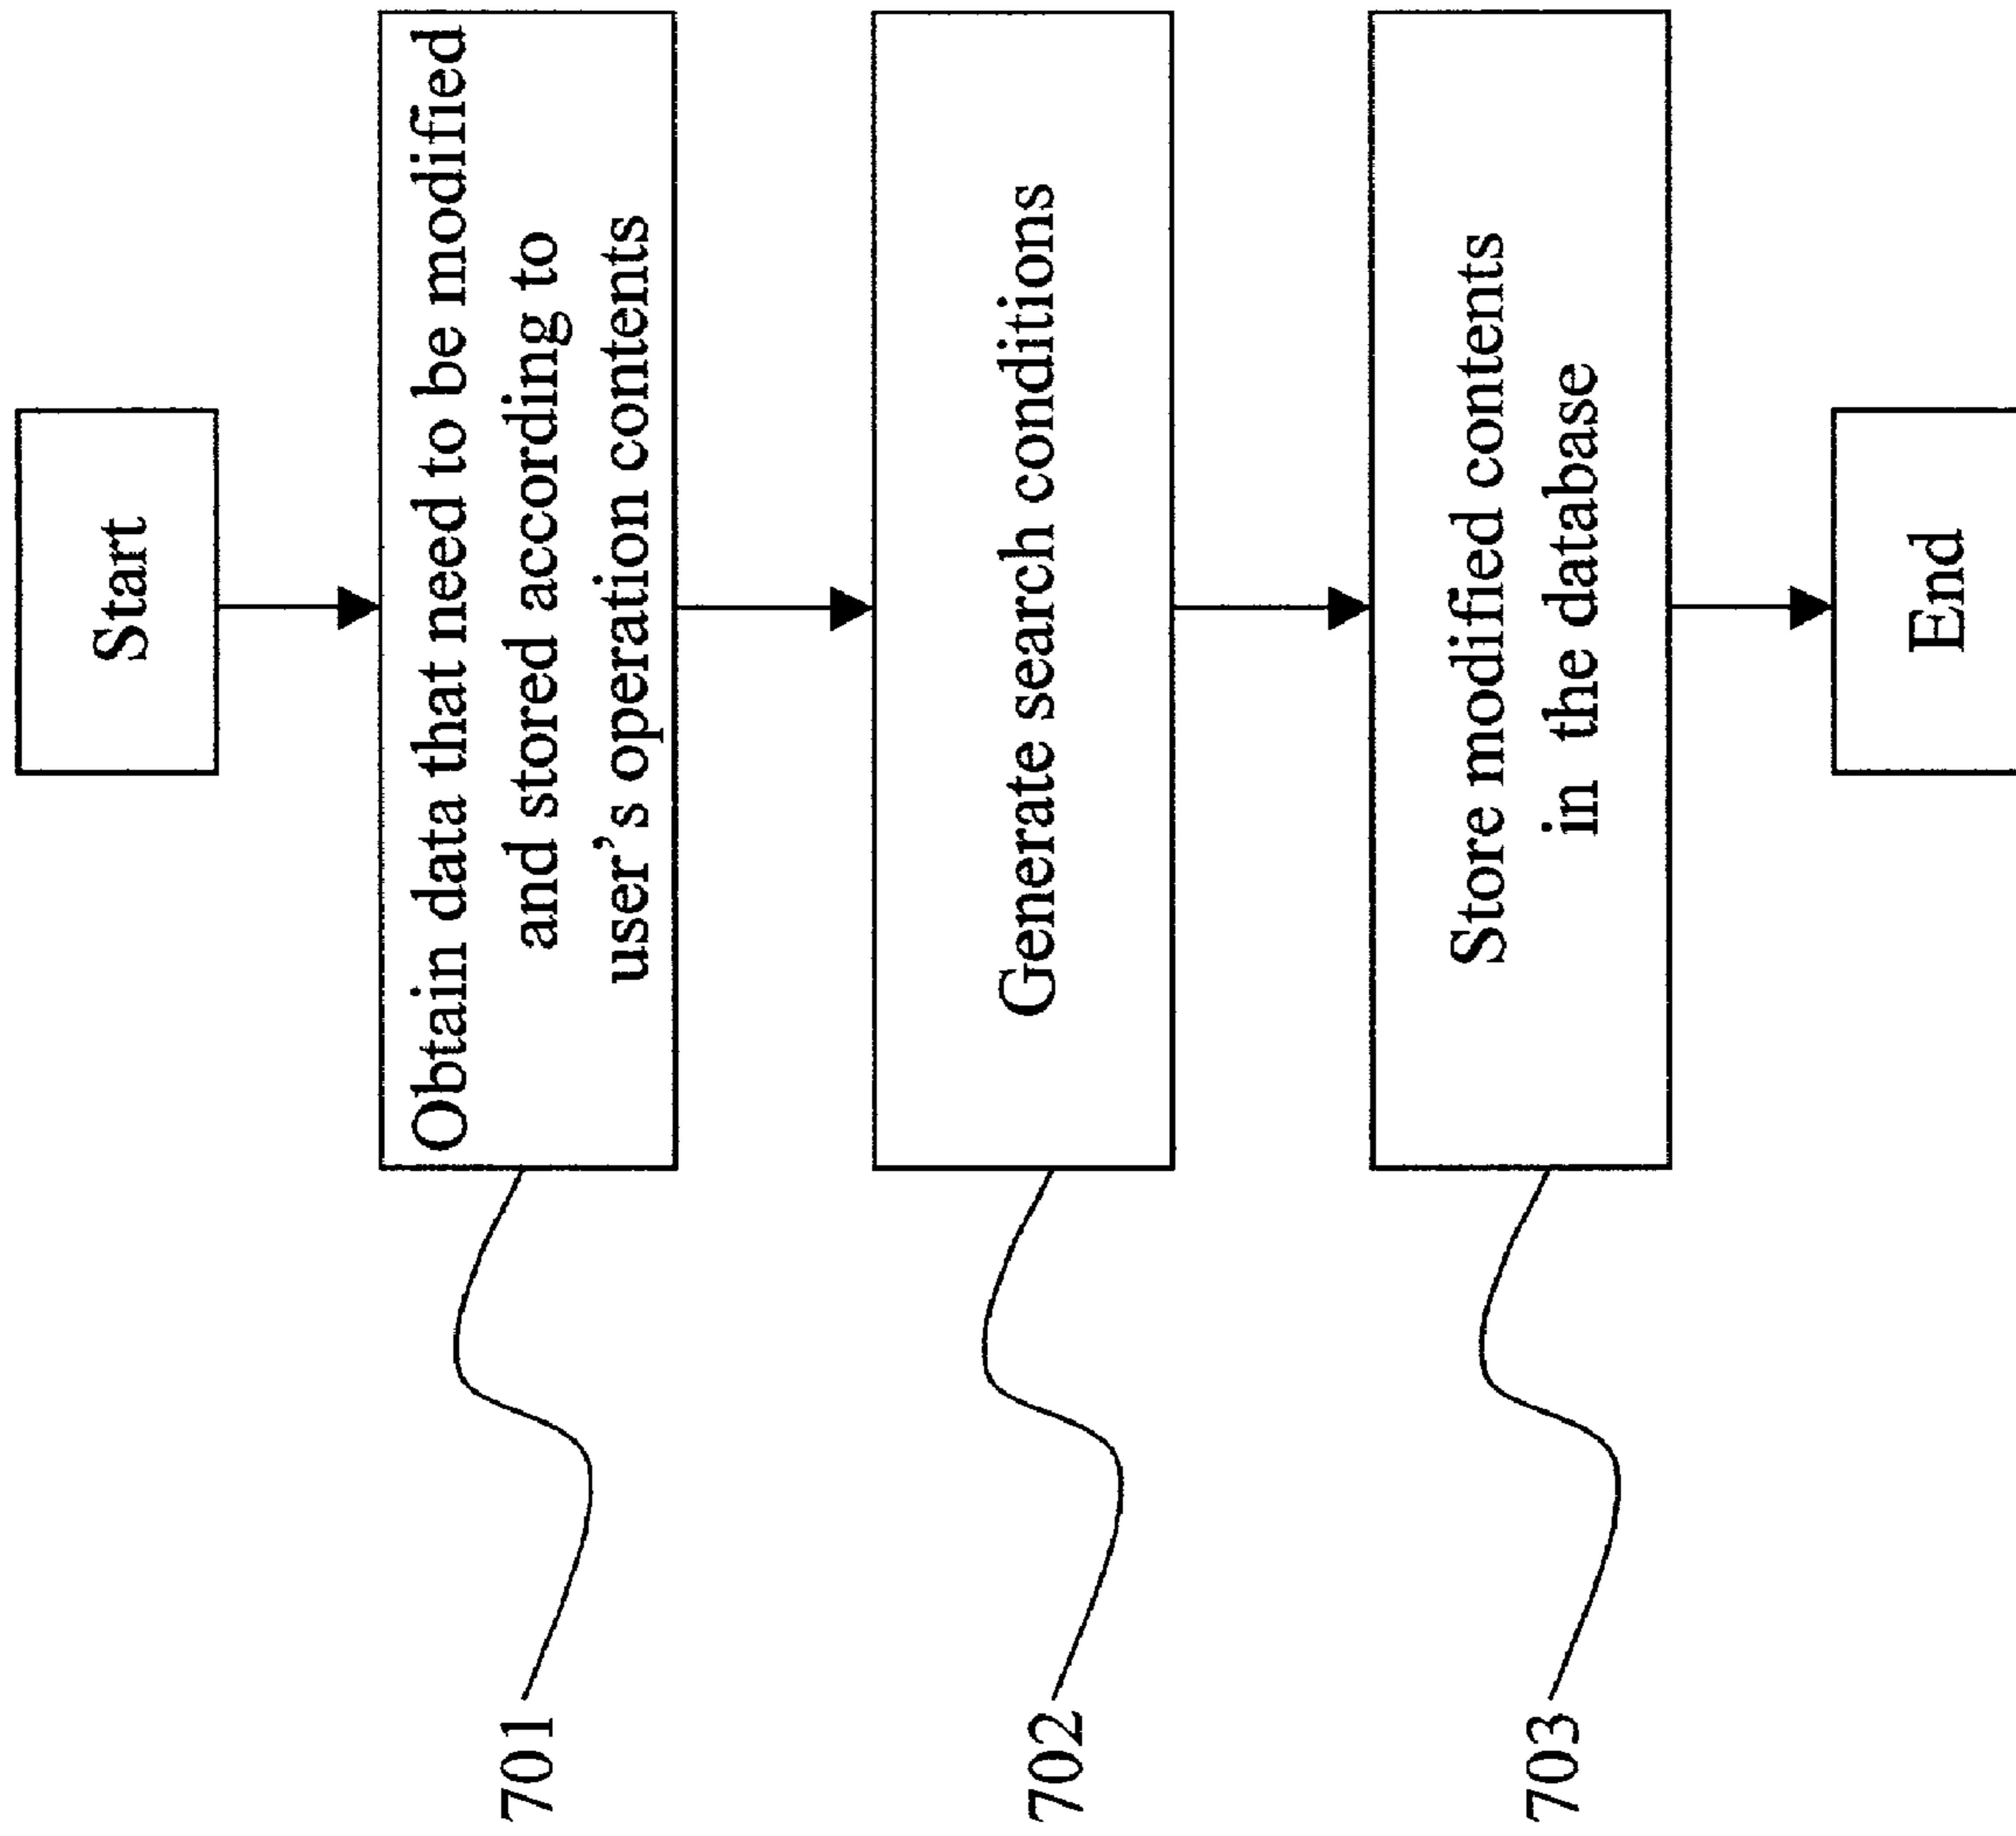 Start
701
Obtain data that need to be modified
and stored according to
user's operation contents
702
Generate search conditions
703
Store modified contents
in the database
End